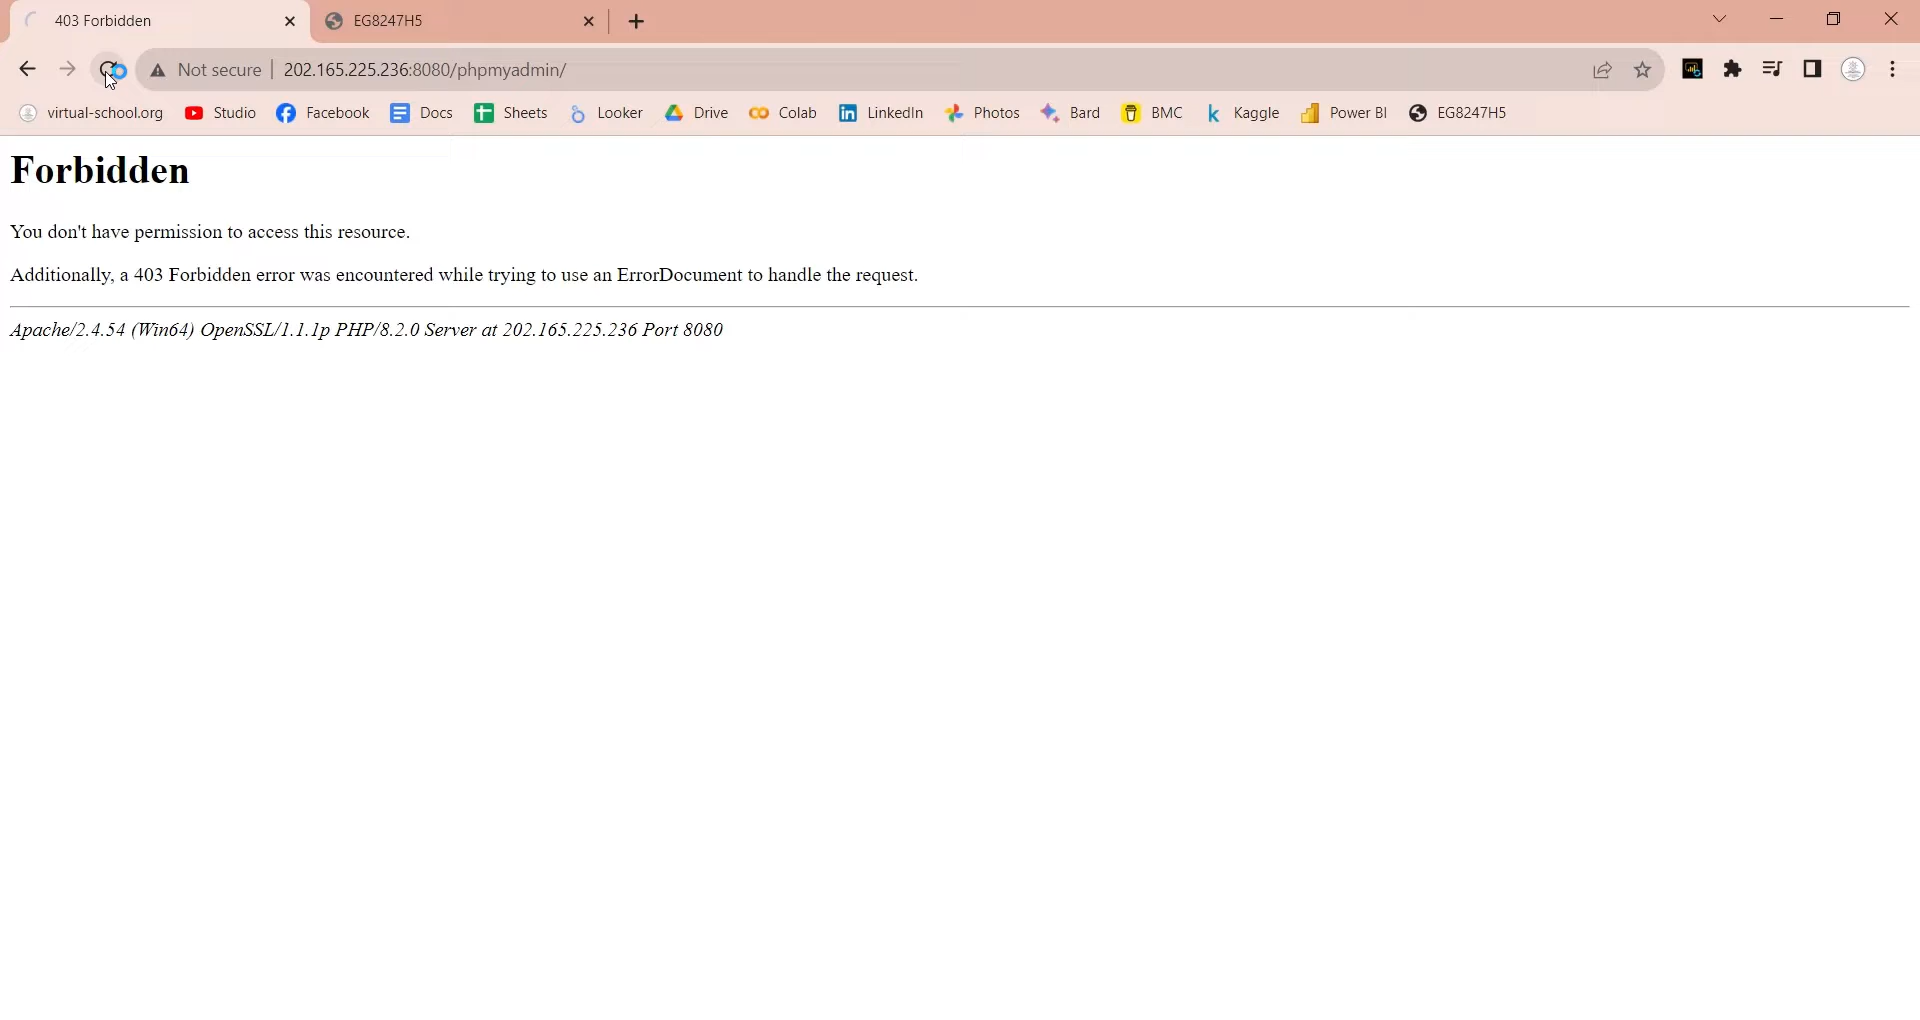 403 Forbidden EG8247H5
Not secure 202.165.225.236:8080/phpmyadmin/
virtual-school.org Studio Facebook Docs Sheets Looker Drive Colab LinkedIn Photos Bard BMC Kaggle Power BI EG8247H5
Forbidden
You don't have permission to access this resource.
Additionally, a 403 Forbidden error was encountered while trying to use an ErrorDocument to handle the request.
Apache/2.4.54 (Win64) OpenSSL/1.1.1p PHP/8.2.0 Server at 202.165.225.236 Port 8080